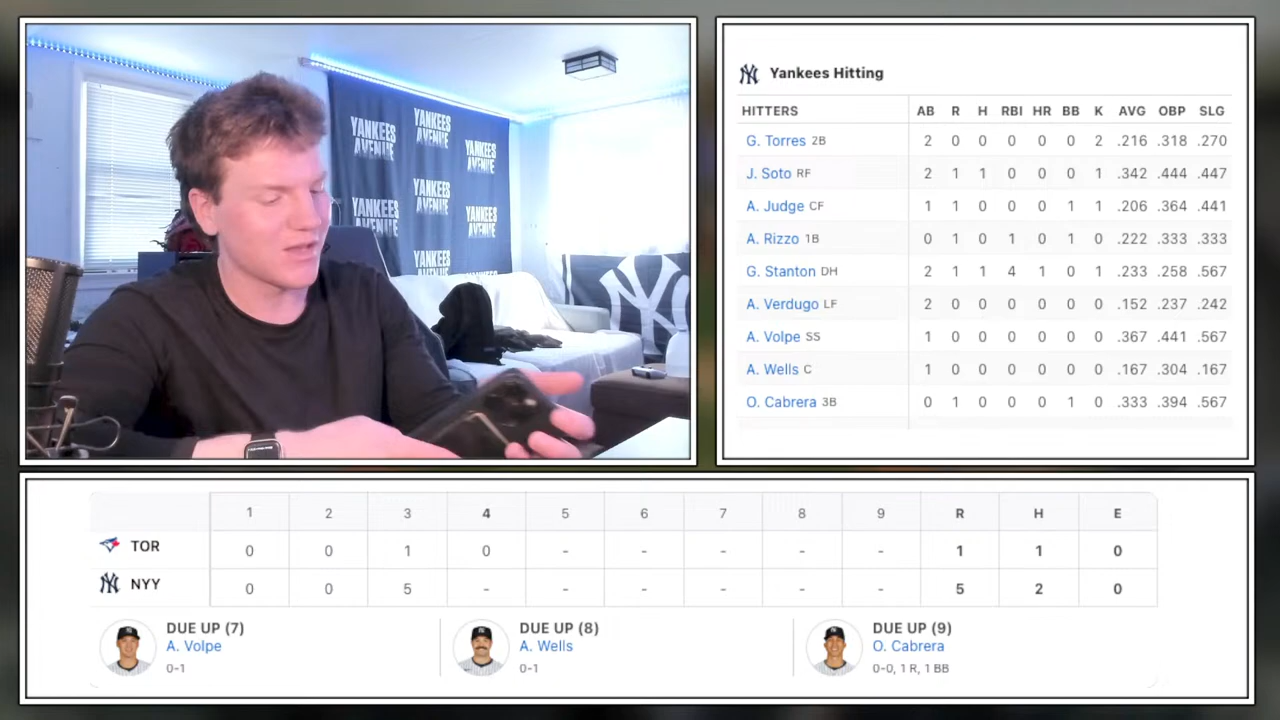 YANKEES
AVENUE
YANKEES
AVENUE
YANKEES
AVENUE
YANKEES
AVENUE
YANKEES
AVENUE
YANKEES
AVENUE
YANKEES
AVENUE
NY
Yankees Hitting
HITTERS AB R H RBI HR BB K AVG OBP SLG
G. Torres 2B 2 0 0 0 0 0 2 .216 .318 .270
J. Soto RF 2 1 1 0 0 0 1 .342 .444 .447
A. Judge CF 1 1 0 0 0 1 1 .206 .364 .441
A. Rizzo 1B 0 1 0 1 0 1 0 .222 .333 .333
G. Stanton DH 2 1 1 4 1 0 1 .233 .258 .567
A. Verdugo LF 2 0 0 0 0 0 0 .152 .237 .242
A. Volpe SS 1 0 0 0 0 0 0 .367 .441 .567
A. Wells C 1 0 0 0 0 0 0 .167 .304 .167
O. Cabrera 3B 0 1 0 0 0 1 0 .333 .394 .567
1 2 3 4 5 6 7 8 9 R H E
TOR 0 0 1 0 - - - - - 1 1 0
NYY 0 0 5 - - - - - - 5 2 0
DUE UP (7)
A. Volpe
0-1
DUE UP (8)
A. Wells
0-1
DUE UP (9)
O. Cabrera
0-0, 1 R, 1 BB